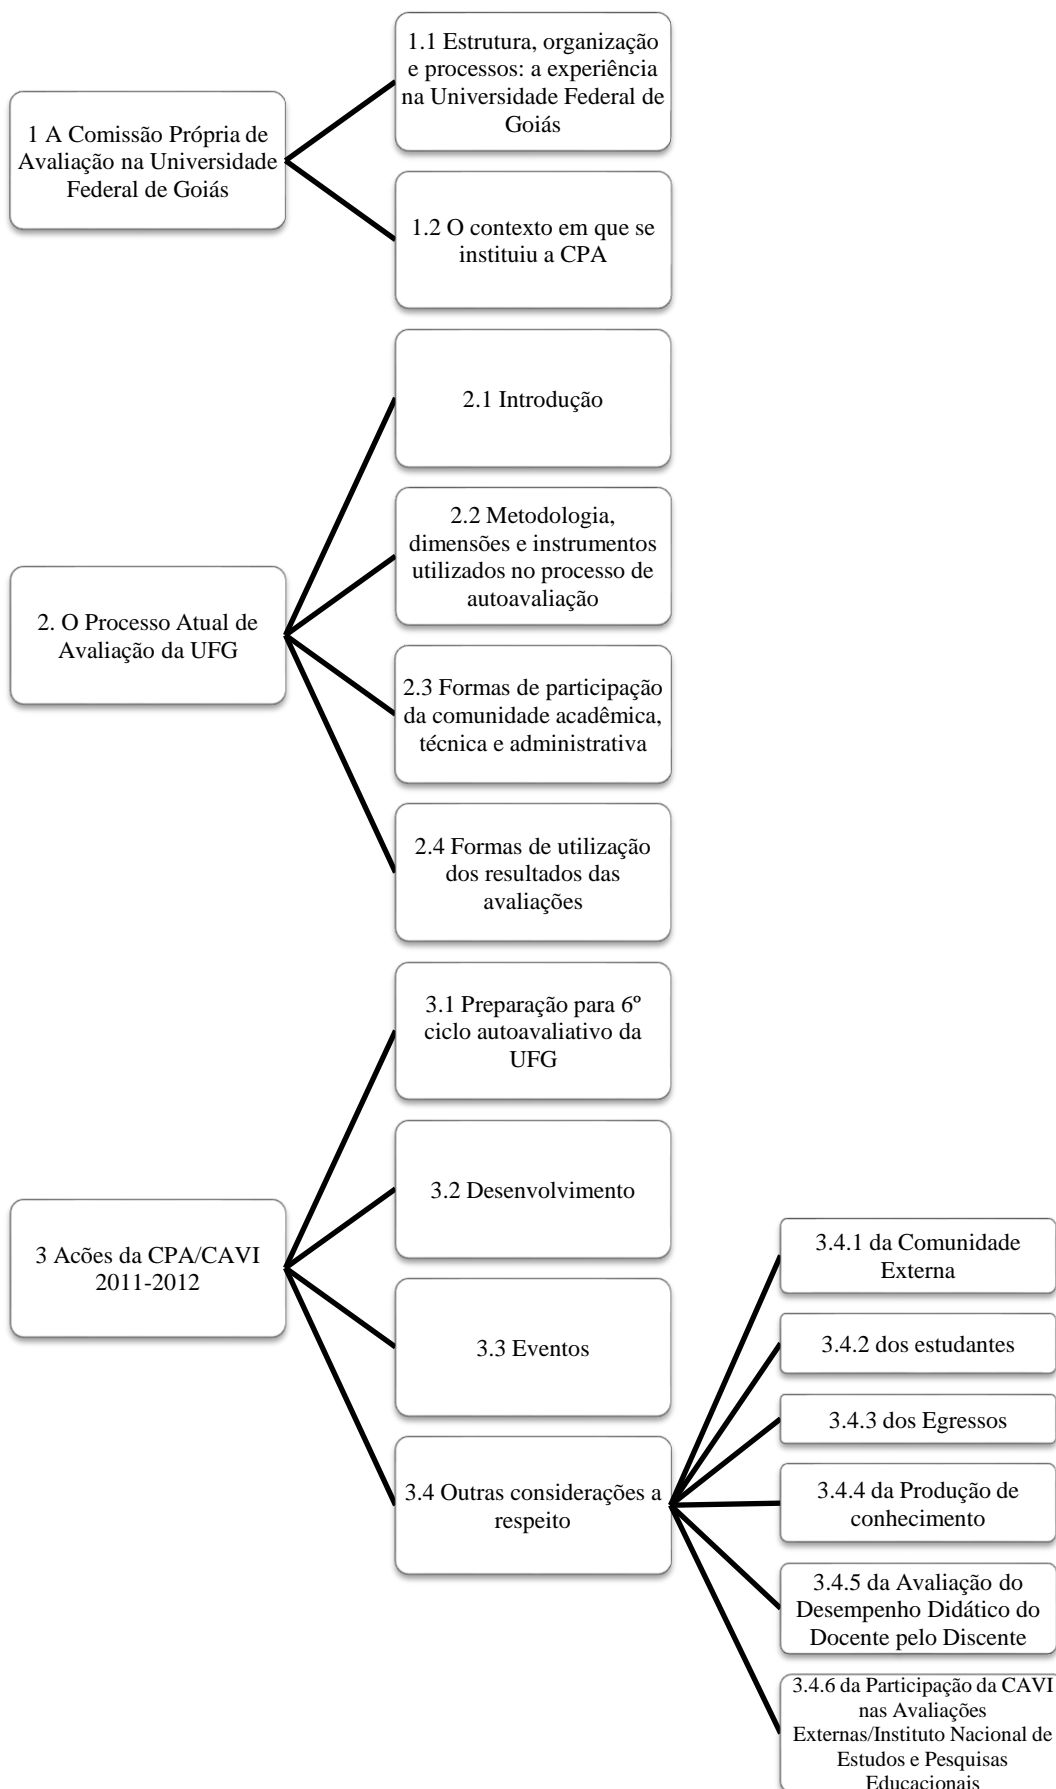 1 A Comissão Própria de
Avaliação na Universidade
Federal de Goiás
1.1 Estrutura, organização
e processos: a experiência
na Universidade Federal de
Goiás
1.2 O contexto em que se
instituiu a CPA
2. O Processo Atual de
Avaliação da UFG
2.1 Introdução
2.2 Metodologia,
dimensões e instrumentos
utilizados no processo de
autoavaliação
2.3 Formas de participação
da comunidade acadêmica,
técnica e administrativa
2.4 Formas de utilização
dos resultados das
avaliações
3 Acões da CPA/CAVI
2011-2012
3.1 Preparação para 6º
ciclo autoavaliativo da
UFG
3.2 Desenvolvimento
3.3 Eventos
3.4 Outras considerações a
respeito
3.4.1 da Comunidade
Externa
3.4.2 dos estudantes
3.4.3 dos Egressos
3.4.4 da Produção de
conhecimento
3.4.5 da Avaliação do
Desempenho Didático do
Docente pelo Discente
3.4.6 da Participação da CAVI
nas Avaliações
Externas/Instituto Nacional de
Estudos e Pesquisas
Educacionais